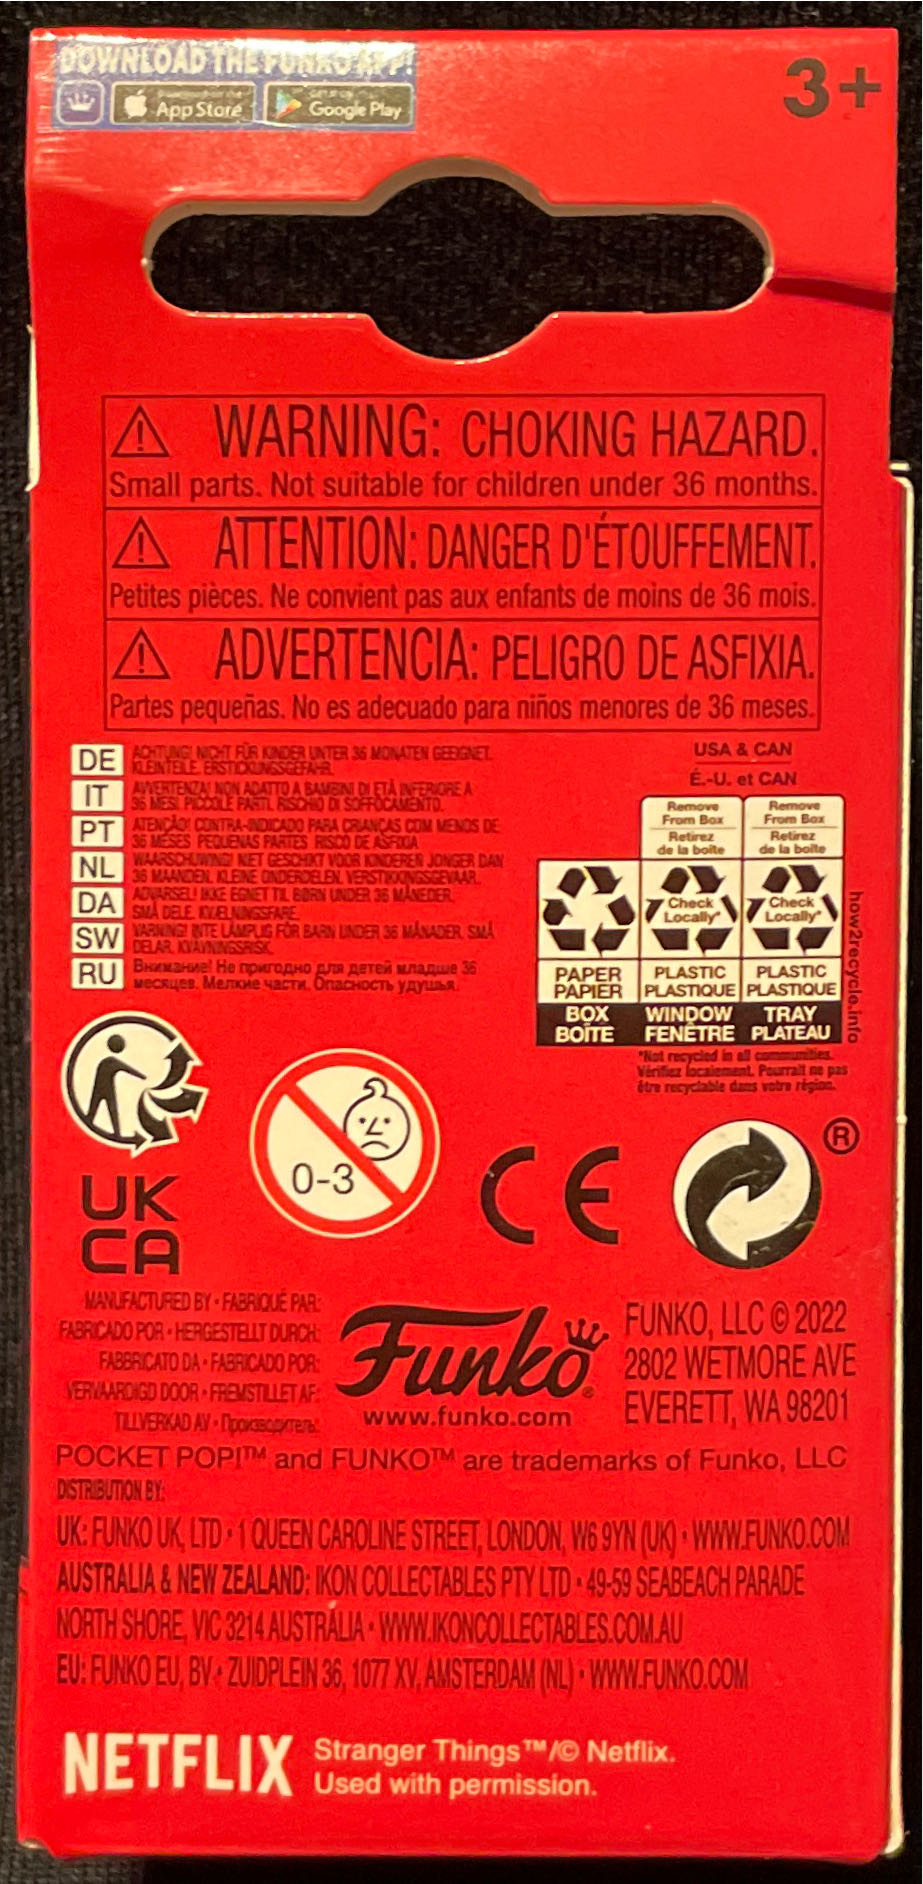 DOWNLOAD THE FUNKO APP!
App Store
GET IT ON
Google Play
3+
WARNING: CHOKING HAZARD.
Small parts. Not suitable for children under 36 months.
ATTENTION: DANGER D'ÉTOUFFEMENT.
Petites pièces. Ne convient pas aux enfants de moins de 36 mois.
ADVERTENCIA: PELIGRO DE ASFIXIA.
Partes pequeñas. No es adecuado para niños menores de 36 meses.
DE ACHTUNG! NICHT FÜR KINDER UNTER 36 MONATEN GEEIGNET.
KLEINTEILE. ERSTICKUNGSGEFAHR.
IT AVVERTENZA! NON ADATTO A BAMBINI DI ETÀ INFERIORE A
36 MESI. PICCOLE PARTI. RISCHIO DI SOFFOCAMENTO.
PT ATENÇÃO! CONTRA-INDICADO PARA CRIANÇAS COM MENOS DE
36 MESES PEQUENAS PARTES RISCO DE ASFIXIA
NL WAARSCHUWING! NIET GESCHIKT VOOR KINDEREN JONGER DAN
36 MAANDEN. KLEINE ONDERDELEN. VERSTIKKINGSGEVAAR.
DA ADVARSEL! IKKE EGNET TIL BØRN UNDER 36 MÅNEDER.
SMÅ DELE. KVÆLNINGSFARE.
SW VARNING! INTE LÄMPLIG FÖR BARN UNDER 36 MÅNADER. SMÅ
DELAR. KVÄVNINGSRISK.
RU Внимание! Не пригодно для детей младше 36
месяцев. Мелкие части. Опасность удушья.
USA & CAN
É.-U. et CAN
Remove
From Box
Retirez
de la boîte
Remove
From Box
Retirez
de la boîte
Check
Locally*
Check
Locally*
PAPER
PAPIER
PLASTIC
PLASTIQUE
PLASTIC
PLASTIQUE
BOX
BOÎTE
WINDOW
FENÊTRE
TRAY
PLATEAU
how2recycle.info
*Not recycled in all communities.
Vérifiez localement. Pourrait ne pas
être recyclable dans votre région.
0-3
CE
®
UK
CA
MANUFACTURED BY • FABRIQUÉ PAR:
FABRICADO POR • HERGESTELLT DURCH:
FABBRICATO DA • FABRICADO POR:
VERVAARDIGD DOOR • FREMSTILLET AF:
TILLVERKAD AV • Производитель:
Funko®
www.funko.com
FUNKO, LLC © 2022
2802 WETMORE AVE
EVERETT, WA 98201
POCKET POP!™ and FUNKO™ are trademarks of Funko, LLC
DISTRIBUTION BY:
UK: FUNKO UK, LTD • 1 QUEEN CAROLINE STREET, LONDON, W6 9YN (UK) • WWW.FUNKO.COM
AUSTRALIA & NEW ZEALAND: IKON COLLECTABLES PTY LTD • 49-59 SEABEACH PARADE
NORTH SHORE, VIC 3214 AUSTRALIA • WWW.IKONCOLLECTABLES.COM.AU
EU: FUNKO EU, BV • ZUIDPLEIN 36, 1077 XV, AMSTERDAM (NL) • WWW.FUNKO.COM
NETFLIX
Stranger Things™/© Netflix.
Used with permission.